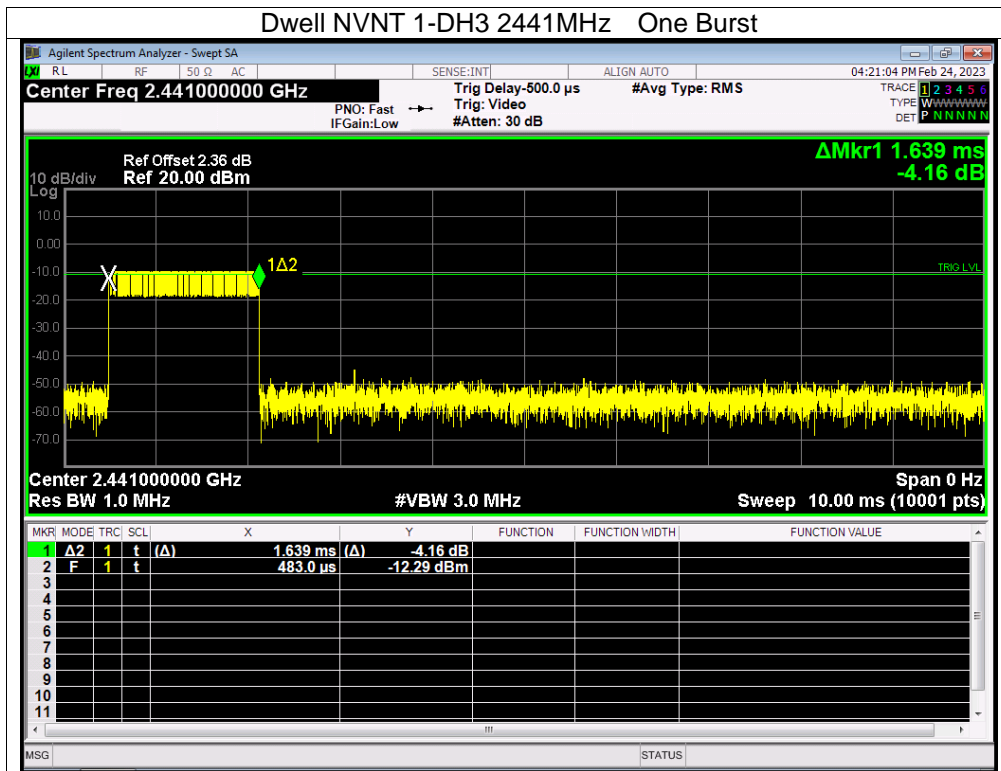 Dwell NVNT 1-DH3 2441MHz One Burst
Agilent Spectrum Analyzer - Swept SA
LXI RL RF 50 Ω AC SENSE:INT ALIGN AUTO 04:21:04 PM Feb 24, 2023
Center Freq 2.441000000 GHz Trig Delay-500.0 µs #Avg Type: RMS TRACE 1 2 3 4 5 6
PNO: Fast Trig: Video TYPE WWWWWW
IFGain:Low #Atten: 30 dB DET P N N N N N
ΔMkr1 1.639 ms
-4.16 dB
Ref Offset 2.36 dB
10 dB/div Ref 20.00 dBm
Log
10.0
0.00
-10.0
1Δ2
TRIG LVL
-20.0
-30.0
-40.0
-50.0
-60.0
-70.0
Center 2.441000000 GHz Span 0 Hz
Res BW 1.0 MHz #VBW 3.0 MHz Sweep 10.00 ms (10001 pts)
MKR MODE TRC SCL X Y FUNCTION FUNCTION WIDTH FUNCTION VALUE
1 Δ2 1 t (Δ) 1.639 ms (Δ) -4.16 dB
2 F 1 t 483.0 µs -12.29 dBm
3
4
5
6
7
8
9
10
11
MSG STATUS